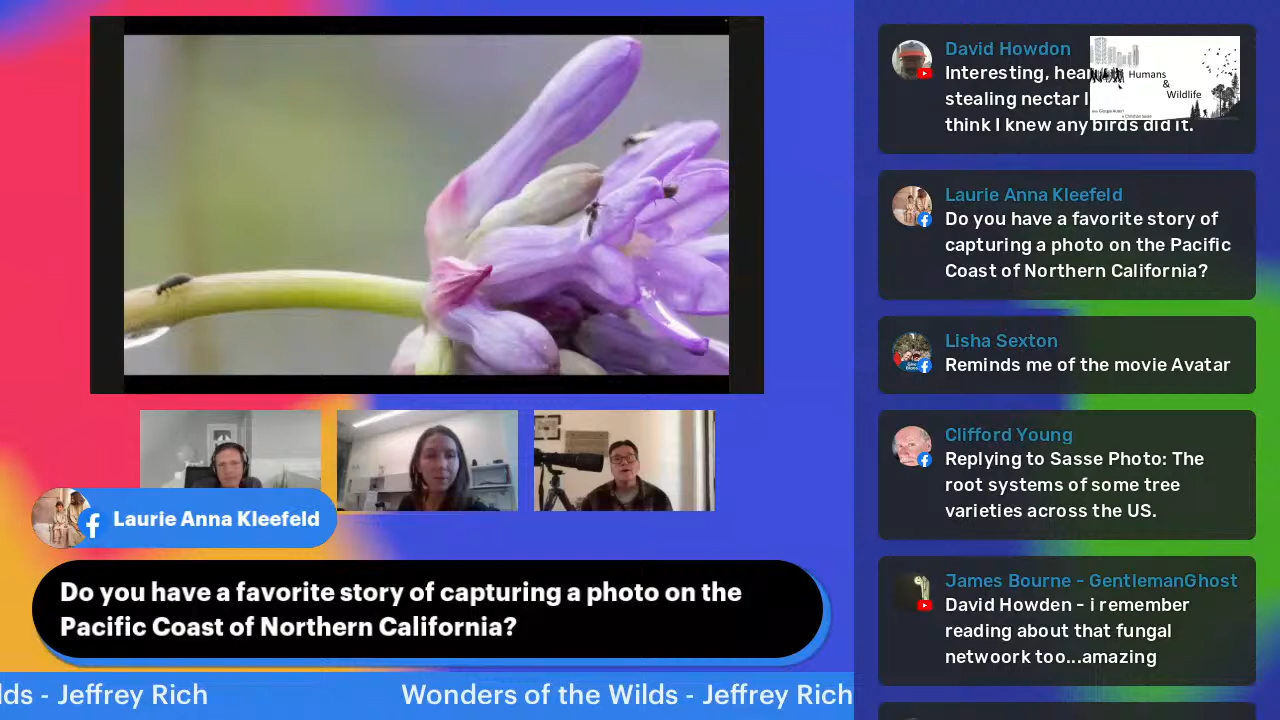 Laurie Anna Kleefeld
Do you have a favorite story of capturing a photo on the
Pacific Coast of Northern California?
lds - Jeffrey Rich
Wonders of the Wilds - Jeffrey Rich
David Howdon
Interesting, hear
stealing nectar
think I knew any birds did it.
Humans
&
Wildlife
Laurie Anna Kleefeld
Do you have a favorite story of
capturing a photo on the Pacific
Coast of Northern California?
Lisha Sexton
Reminds me of the movie Avatar
Clifford Young
Replying to Sasse Photo: The
root systems of some tree
varieties across the US.
James Bourne - GentlemanGhost
David Howden - i remember
reading about that fungal
netwoork too...amazing